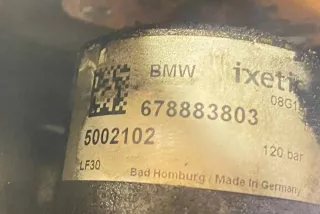 BMW ixetic
08G1
678883803
5002102
120 bar
LF30
Bad Homburg / Made in Germany